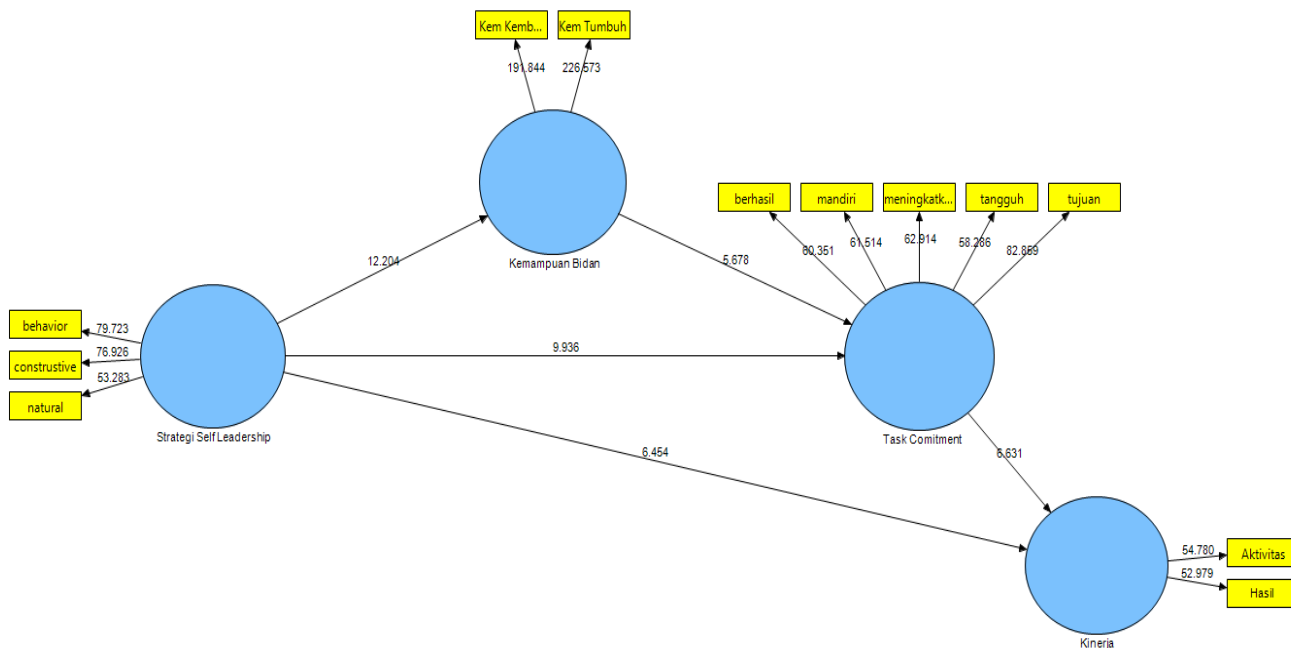 Kem Kemb... Kem Tumbuh
191.844 226.573
Kemampuan Bidan
berhasil mandiri meningkatk... tangguh tujuan
60.351 61.514 62.914 58.286 82.859
12.204
5.678
behavior
79.723
construstive
76.926
natural
53.283
Strategi Self Leadership
9.936
Task Comitment
6.454
6.631
Aktivitas
54.780
Hasil
52.979
Kineria